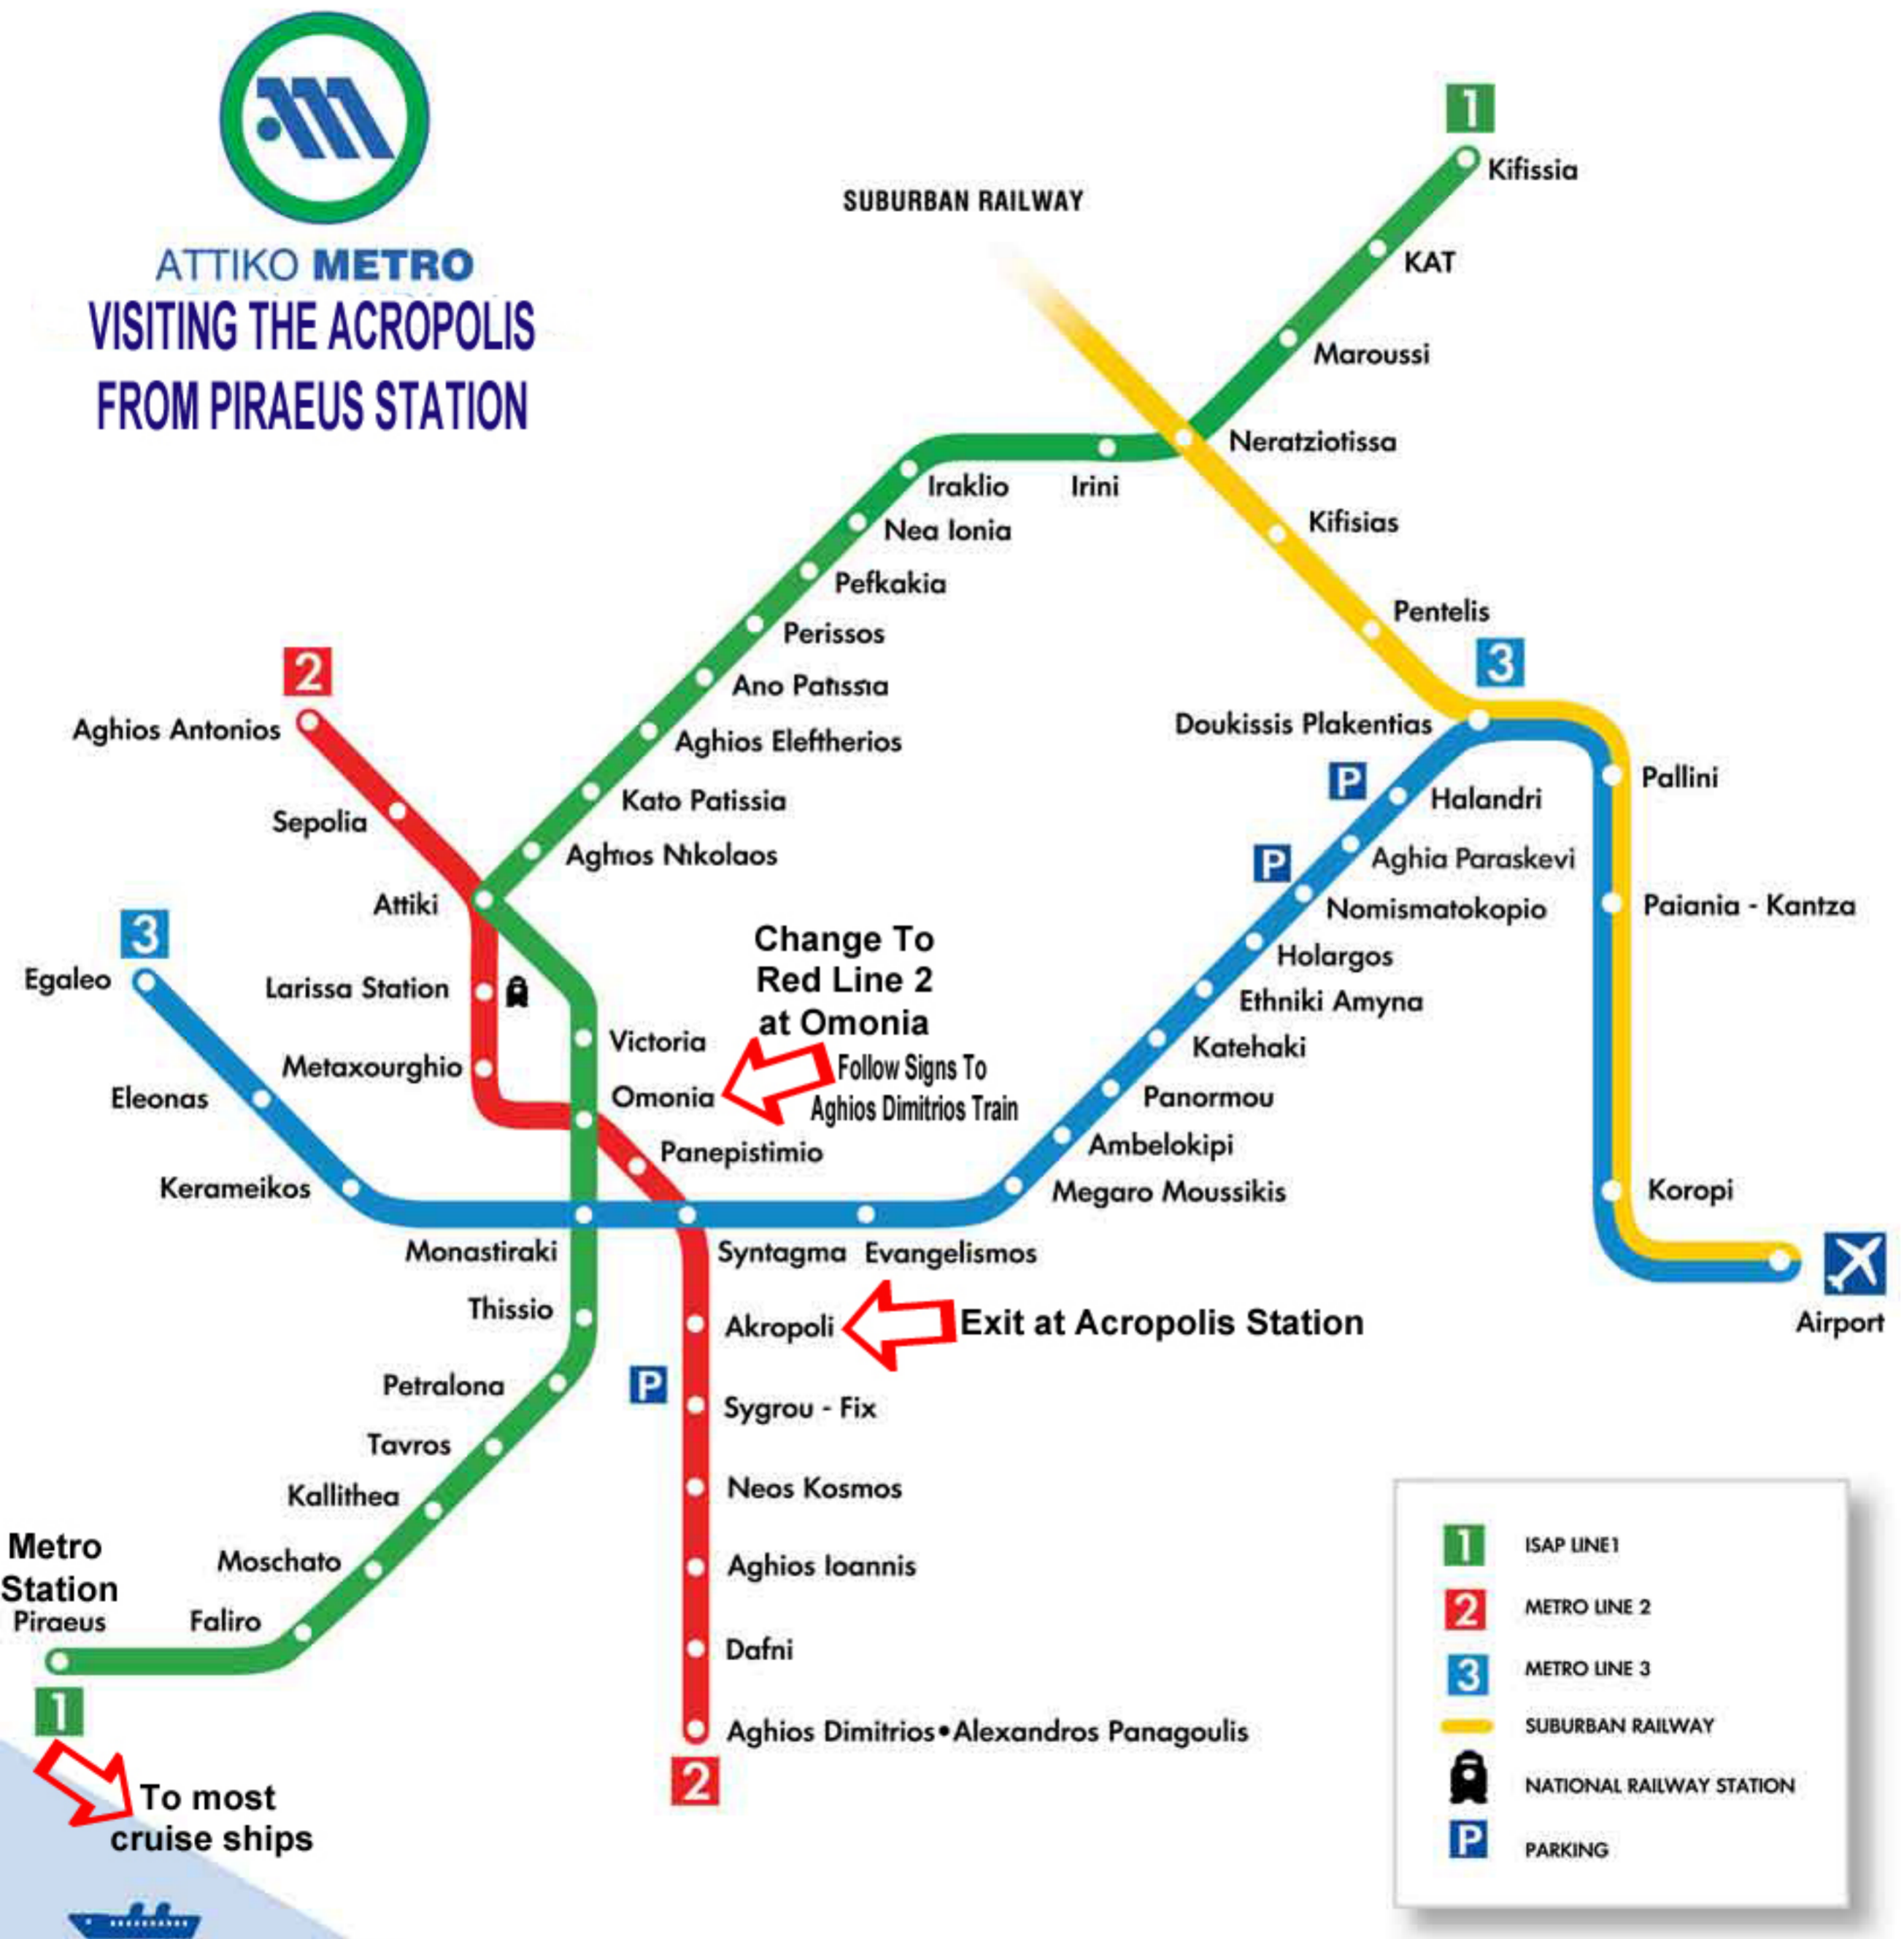 ATTIKO METRO
VISITING THE ACROPOLIS
FROM PIRAEUS STATION
SUBURBAN RAILWAY
1
Kifissia
KAT
Maroussi
Neratziotissa
Irini
Iraklio
Nea Ionia
Pefkakia
Perissos
Ano Patissia
Aghios Eleftherios
Kato Patissia
Aghios Nikolaos
Kifisias
Pentelis
3
Doukissis Plakentias
P
Halandri
Aghia Paraskevi
P
Nomismatokopio
Holargos
Ethniki Amyna
Katehaki
Panormou
Ambelokipi
Megaro Moussikis
Pallini
Paiania - Kantza
Koropi
Airport
2
Aghios Antonios
Sepolia
Attiki
Larissa Station
Metaxourghio
3
Egaleo
Eleonas
Kerameikos
Victoria
Omonia
Panepistimio
Change To
Red Line 2
at Omonia
Follow Signs To
Aghios Dimitrios Train
Monastiraki
Syntagma
Evangelismos
Thissio
Akropoli
Exit at Acropolis Station
Petralona
P
Sygrou - Fix
Tavros
Neos Kosmos
Kallithea
Aghios Ioannis
Moschato
Dafni
Faliro
Aghios Dimitrios•Alexandros Panagoulis
2
Metro
Station
Piraeus
1
To most
cruise ships
1 ISAP LINE1
2 METRO LINE 2
3 METRO LINE 3
SUBURBAN RAILWAY
NATIONAL RAILWAY STATION
P PARKING